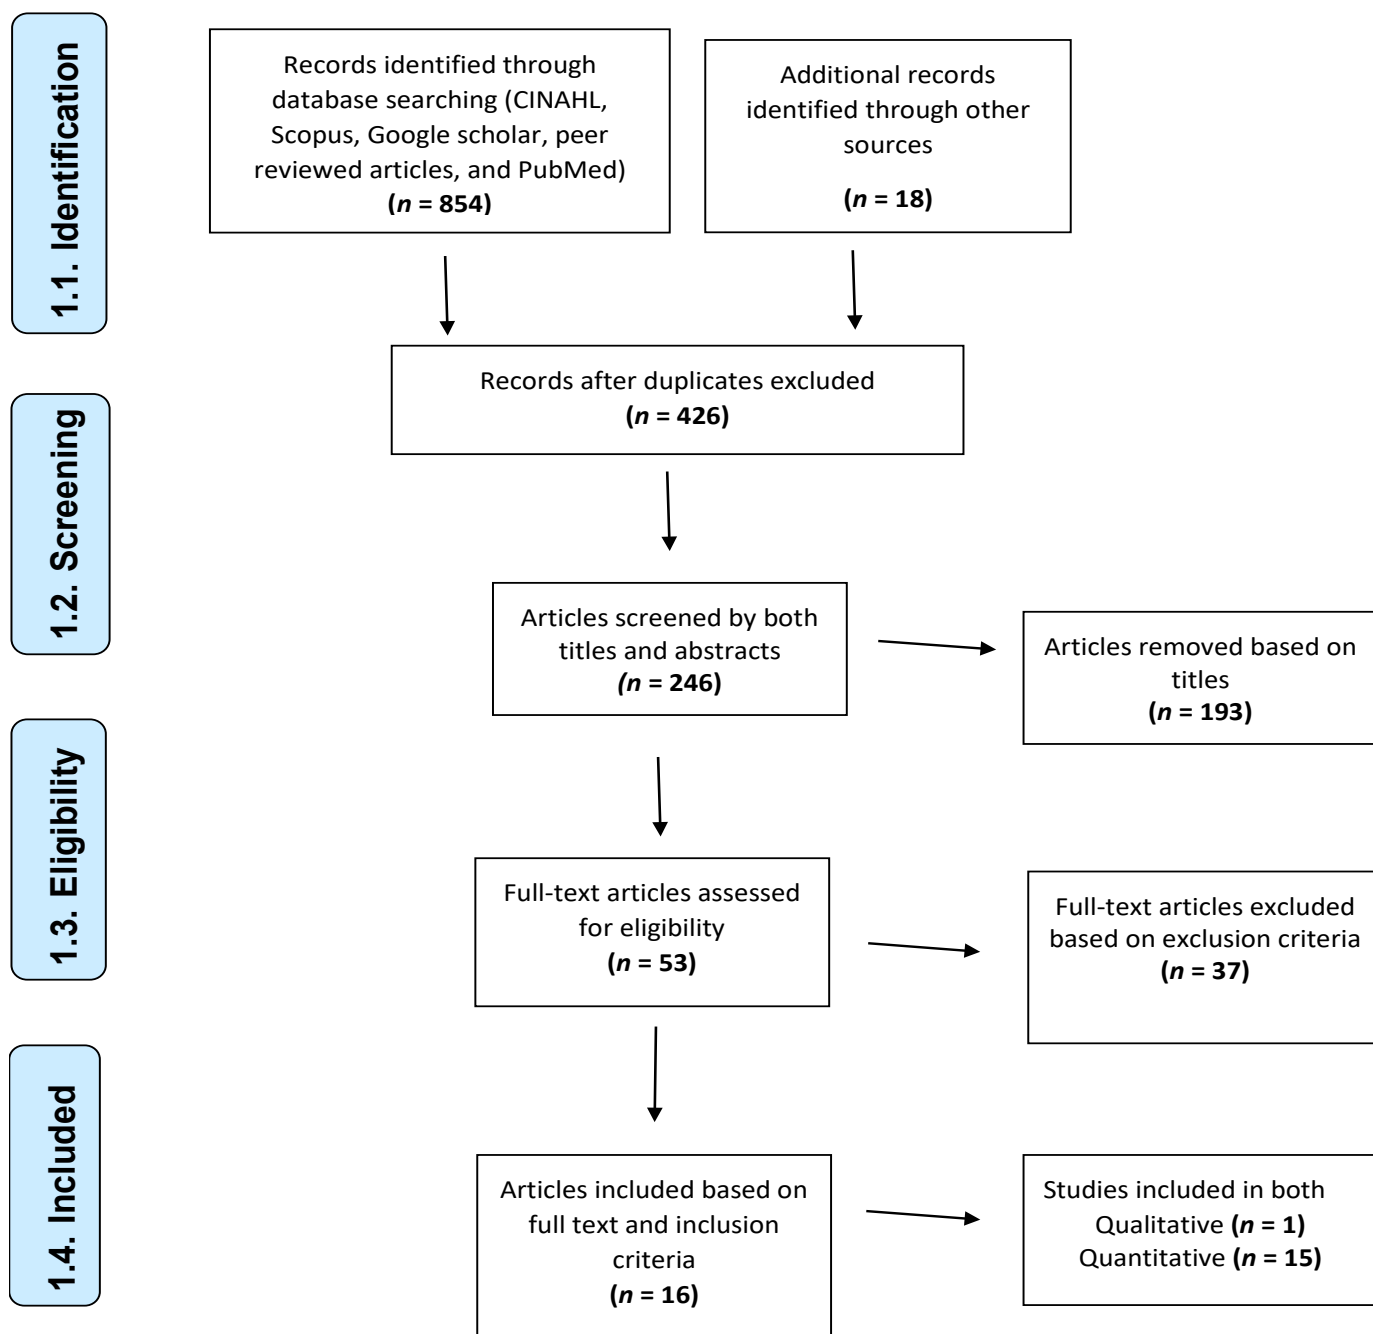 1.1. Identification
Records identified through
database searching (CINAHL,
Scopus, Google scholar, peer
reviewed articles, and PubMed)
(n = 854)
Additional records
identified through other
sources
(n = 18)
Records after duplicates excluded
(n = 426)
1.2. Screening
Articles screened by both
titles and abstracts
(n = 246)
Articles removed based on
titles
(n = 193)
1.3. Eligibility
Full-text articles assessed
for eligibility
(n = 53)
Full-text articles excluded
based on exclusion criteria
(n = 37)
1.4. Included
Articles included based on
full text and inclusion
criteria
(n = 16)
Studies included in both
Qualitative (n = 1)
Quantitative (n = 15)